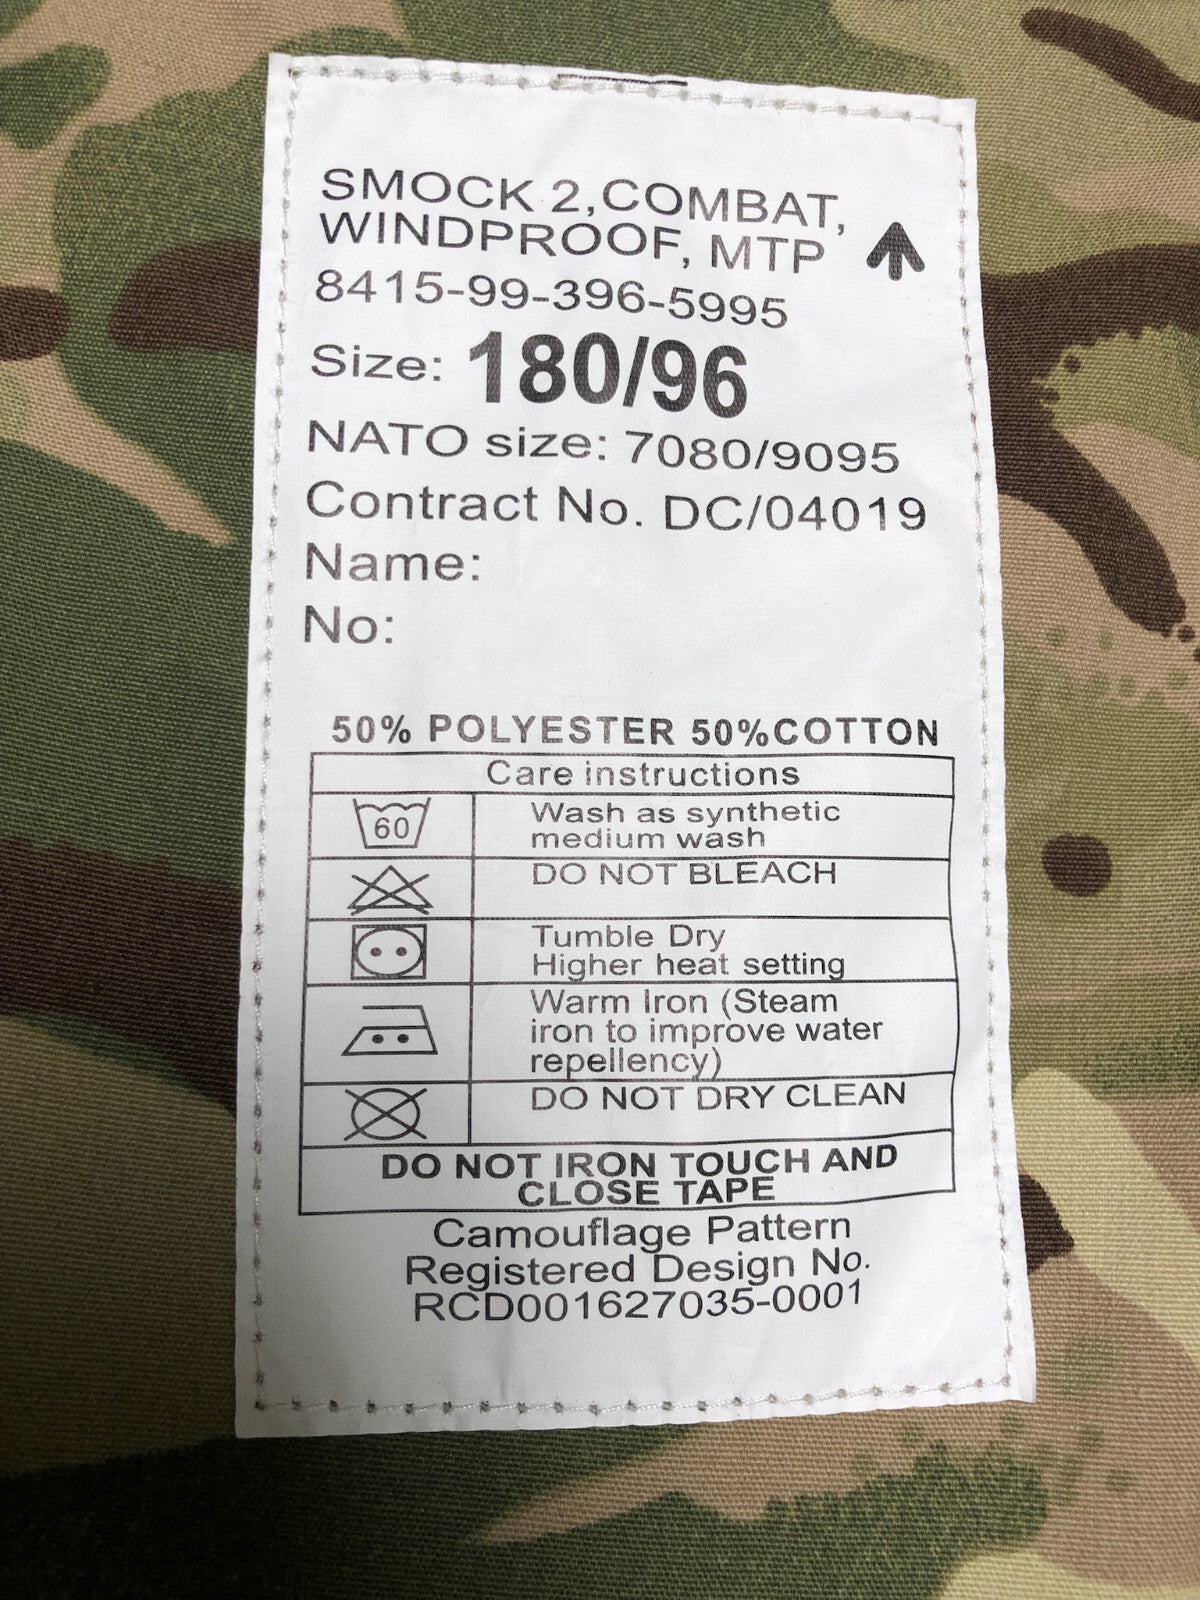 SMOCK 2,COMBAT,
WINDPROOF, MTP
8415-99-396-5995
Size: 180/96
NATO size: 7080/9095
Contract No. DC/04019
Name:
No:
50% POLYESTER 50%COTTON
Care instructions
60
Wash as synthetic
medium wash
DO NOT BLEACH
Tumble Dry
Higher heat setting
Warm Iron (Steam
iron to improve water
repellency)
DO NOT DRY CLEAN
DO NOT IRON TOUCH AND
CLOSE TAPE
Camouflage Pattern
Registered Design No.
RCD001627035-0001